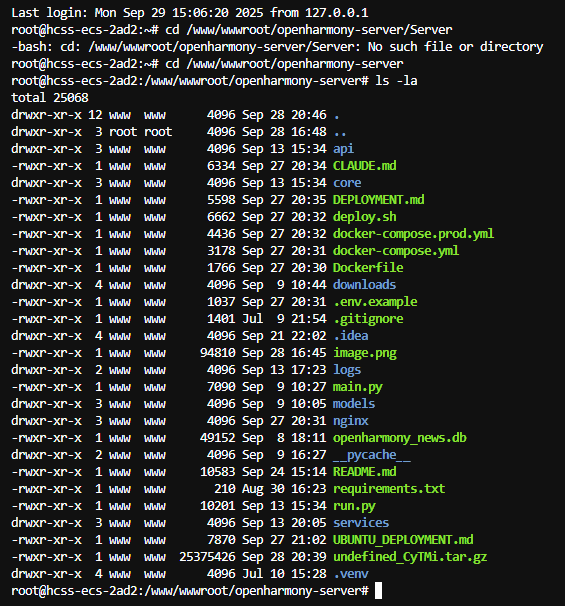 Last login: Mon Sep 29 15:06:20 2025 from 127.0.0.1
root@hcss-ecs-2ad2:~# cd /www/wwwroot/openharmony-server/Server
-bash: cd: /www/wwwroot/openharmony-server/Server: No such file or directory
root@hcss-ecs-2ad2:~# cd /www/wwwroot/openharmony-server
root@hcss-ecs-2ad2:/www/wwwroot/openharmony-server# ls -la
total 25068
drwxr-xr-x 12 www  www      4096 Sep 28 20:46 .
drwxr-xr-x  3 root root     4096 Sep 28 16:48 ..
drwxr-xr-x  3 www  www      4096 Sep 13 15:34 api
-rwxr-xr-x  1 www  www      6334 Sep 27 20:34 CLAUDE.md
drwxr-xr-x  3 www  www      4096 Sep 13 15:34 core
-rwxr-xr-x  1 www  www      5598 Sep 27 20:35 DEPLOYMENT.md
-rwxr-xr-x  1 www  www      6662 Sep 27 20:32 deploy.sh
-rwxr-xr-x  1 www  www      4436 Sep 27 20:32 docker-compose.prod.yml
-rwxr-xr-x  1 www  www      3178 Sep 27 20:31 docker-compose.yml
-rwxr-xr-x  1 www  www      1766 Sep 27 20:30 Dockerfile
drwxr-xr-x  4 www  www      4096 Sep  9 10:44 downloads
-rwxr-xr-x  1 www  www      1037 Sep 27 20:31 .env.example
-rwxr-xr-x  1 www  www      1401 Jul  9 21:54 .gitignore
drwxr-xr-x  4 www  www      4096 Sep 21 22:02 .idea
-rwxr-xr-x  1 www  www     94810 Sep 28 16:45 image.png
drwxr-xr-x  2 www  www      4096 Sep 13 17:23 logs
-rwxr-xr-x  1 www  www      7090 Sep  9 10:27 main.py
drwxr-xr-x  3 www  www      4096 Sep  9 10:05 models
drwxr-xr-x  3 www  www      4096 Sep 27 20:31 nginx
-rwxr-xr-x  1 www  www     49152 Sep  8 18:11 openharmony_news.db
drwxr-xr-x  2 www  www      4096 Sep  9 16:27 __pycache__
-rwxr-xr-x  1 www  www     10583 Sep 24 15:14 README.md
-rwxr-xr-x  1 www  www       210 Aug 30 16:23 requirements.txt
-rwxr-xr-x  1 www  www     10201 Sep 13 15:34 run.py
drwxr-xr-x  3 www  www      4096 Sep 13 20:05 services
-rwxr-xr-x  1 www  www      7870 Sep 27 21:02 UBUNTU_DEPLOYMENT.md
-rwxr-xr-x  1 www  www  25375426 Sep 28 20:39 undefined_CyTMi.tar.gz
drwxr-xr-x  4 www  www      4096 Jul 10 15:28 .venv
root@hcss-ecs-2ad2:/www/wwwroot/openharmony-server#